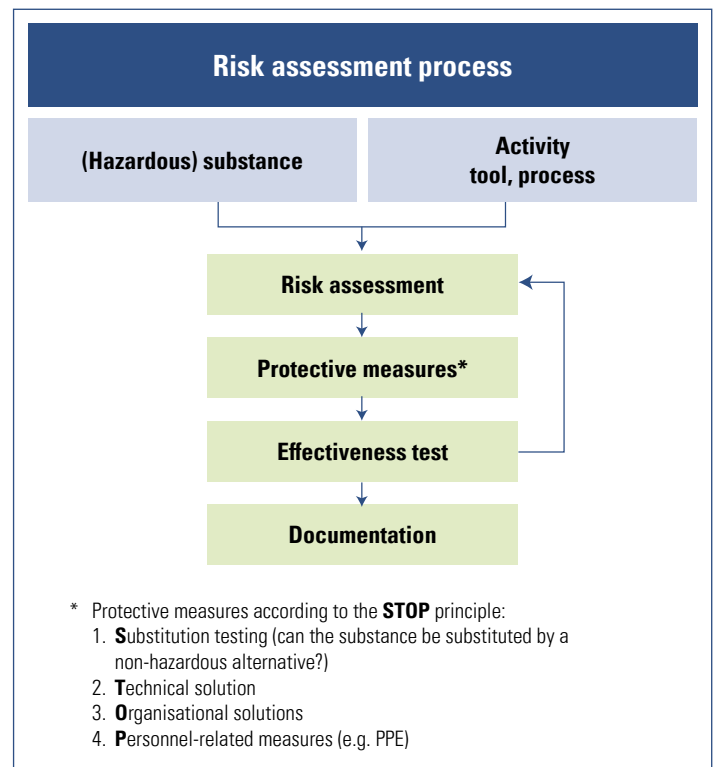 Risk assessment process
(Hazardous) substance
Activity
tool, process
Risk assessment
Protective measures*
Effectiveness test
Documentation
* Protective measures according to the STOP principle:
1. Substitution testing (can the substance be substituted by a
non-hazardous alternative?)
2. Technical solution
3. Organisational solutions
4. Personnel-related measures (e.g. PPE)